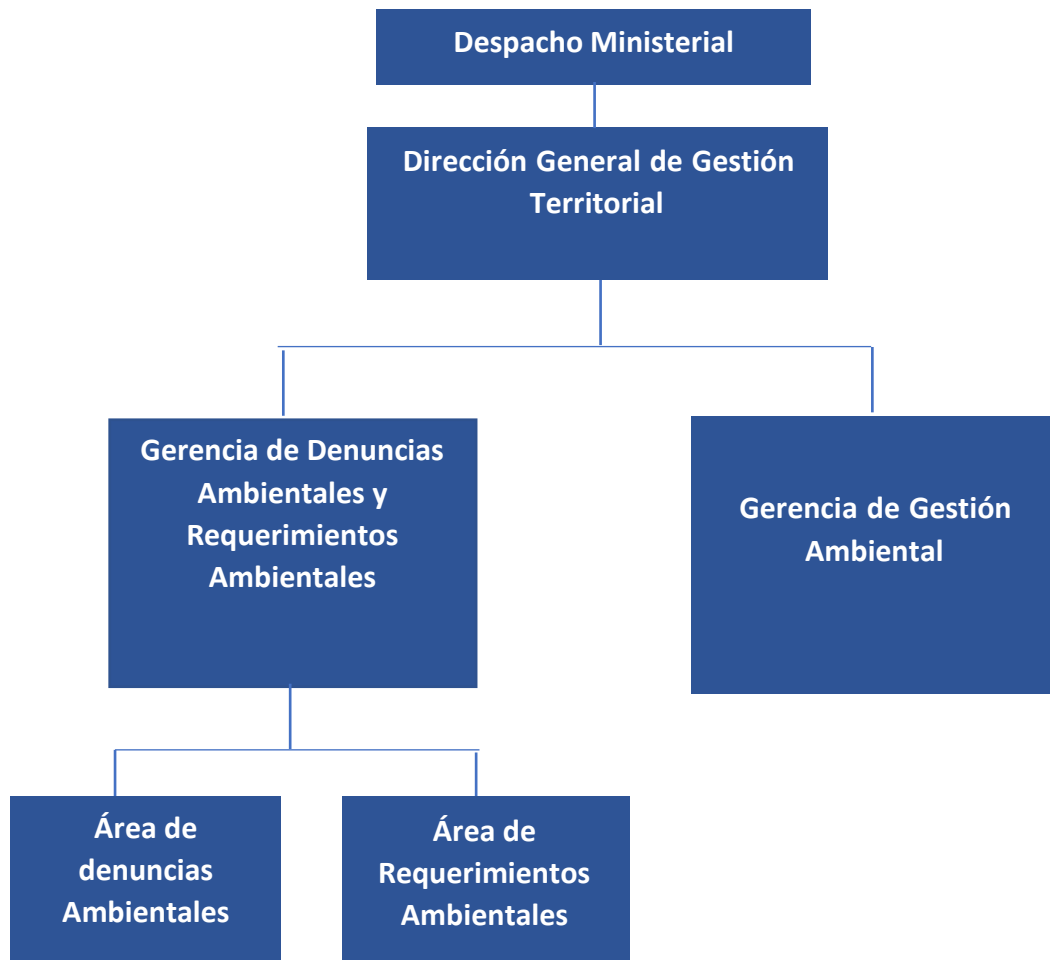 Despacho Ministerial
Dirección General de Gestión
Territorial
Gerencia de Denuncias
Ambientales y
Requerimientos
Ambientales
Gerencia de Gestión
Ambiental
Área de
denuncias
Ambientales
Área de
Requerimientos
Ambientales